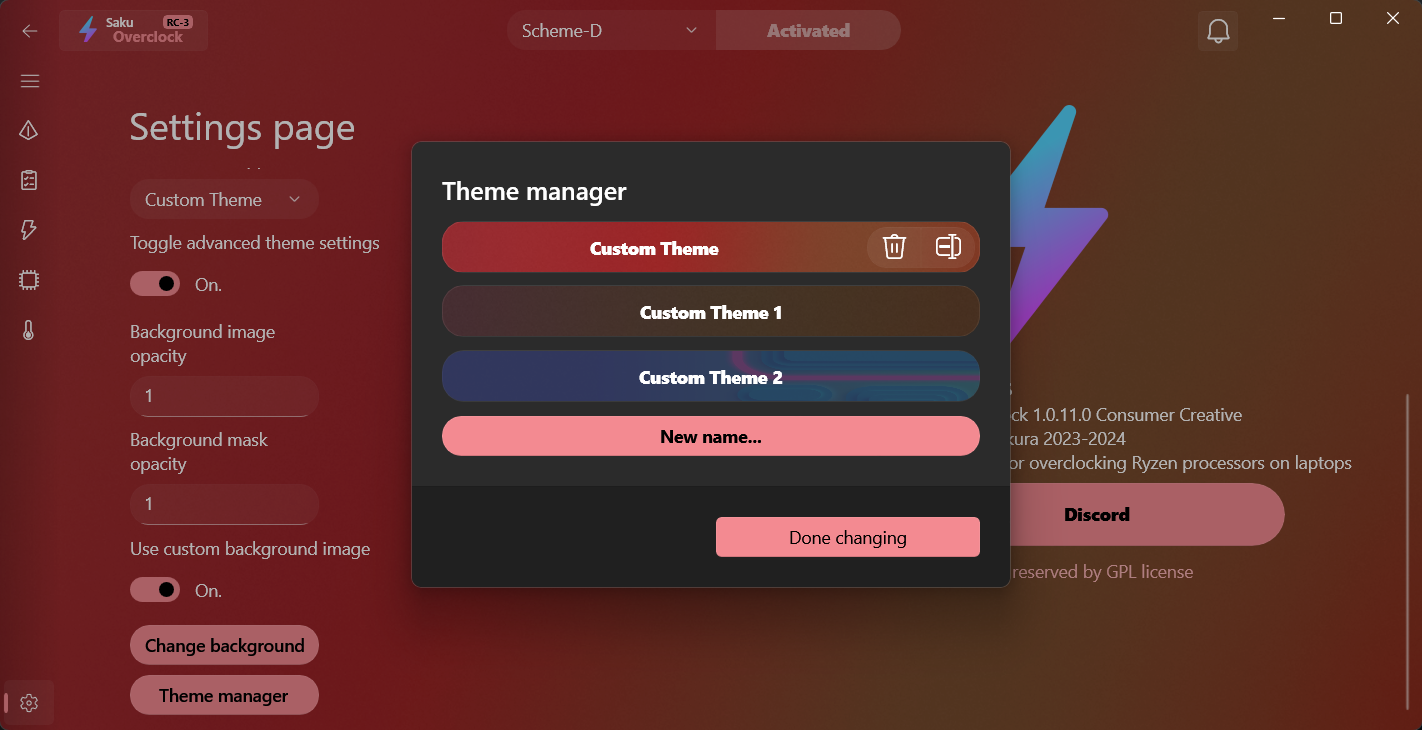 Saku
RC-3
Overclock
Scheme-D
Activated
Settings page
Custom Theme
Toggle advanced theme settings
On.
Background image
opacity
1
Background mask
opacity
1
Use custom background image
On.
Change background
Theme manager
Theme manager
Custom Theme
Custom Theme 1
Custom Theme 2
New name...
Done changing
ck 1.0.11.0 Consumer Creative
kura 2023-2024
or overclocking Ryzen processors on laptops
Discord
reserved by GPL license